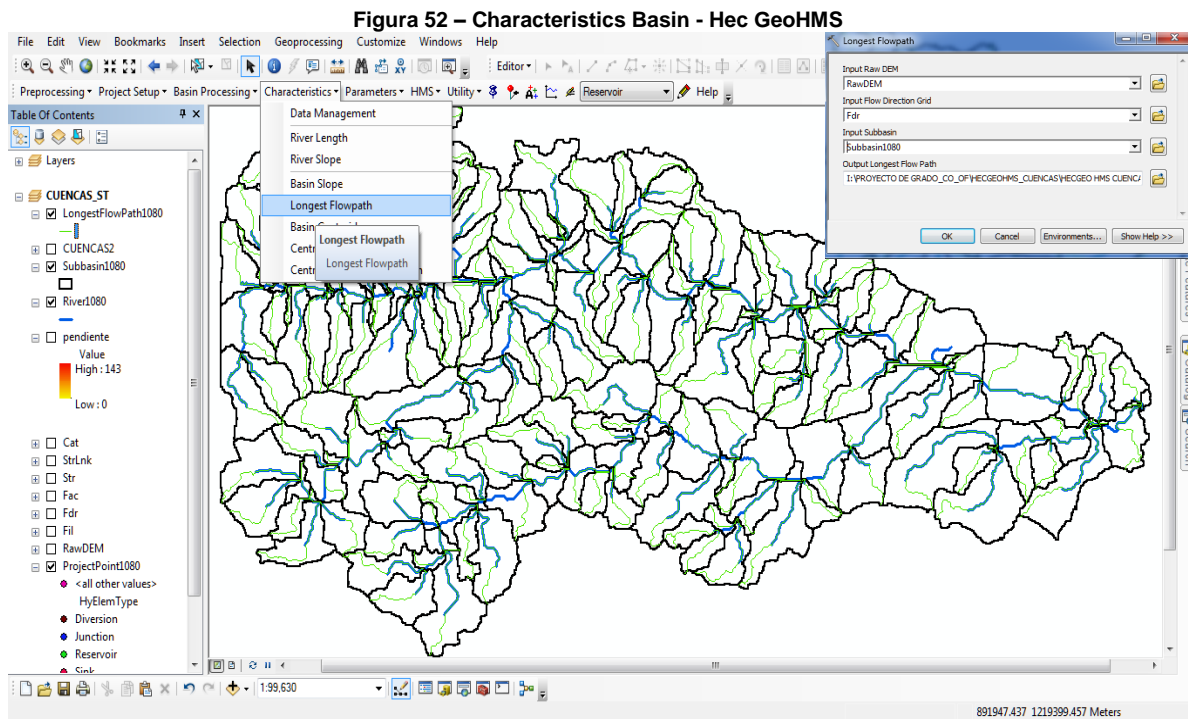 Figura 52 – Characteristics Basin - Hec GeoHMS
File Edit View Bookmarks Insert Selection Geoprocessing Customize Windows Help
Editor
Preprocessing Project Setup Basin Processing Characteristics Parameters HMS Utility Reservoir Help
Table Of Contents
Layers
CUENCAS_ST
LongestFlowPath1080
CUENCAS2
Subbasin1080
River1080
pendiente
Value
High : 143
Low : 0
Cat
StrLnk
Str
Fac
Fdr
Fil
RawDEM
ProjectPoint1080
<all other values>
HyElemType
Diversion
Junction
Reservoir
Sink
Data Management
River Length
River Slope
Basin Slope
Longest Flowpath
Longest Flowpath
Longest Flowpath
Longest Flowpath
Input Raw DEM
RawDEM
Input Flow Direction Grid
Fdr
Input Subbasin
Subbasin1080
Output Longest Flow Path
I:\PROYECTO DE GRADO_CO_OF\HECGEOHMS_CUENCAS\HECGEO HMS CUENCA
OK Cancel Environments... Show Help >>
1:99,630
891947.437 1219399.457 Meters